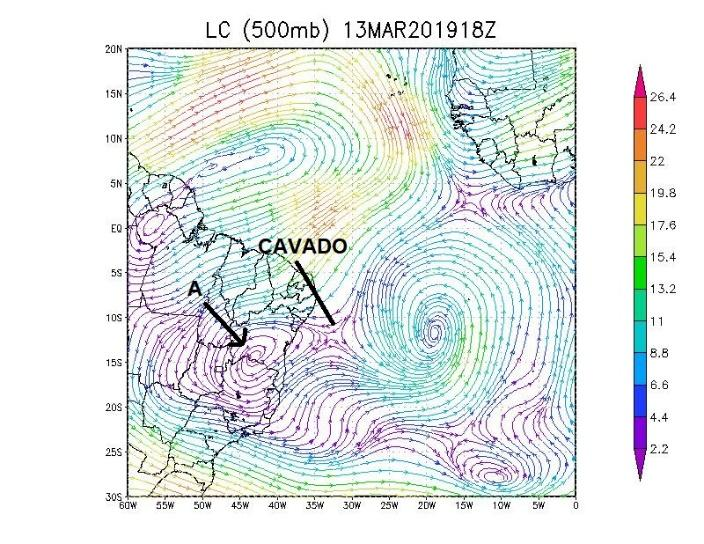 LC (500mb) 13MAR201918Z
20N
15N
10N
5N
EQ
5S
10S
15S
20S
25S
30S
60W 55W 50W 45W 40W 35W 30W 25W 20W 15W 10W 5W 0
CAVADO
A
26.4
24.2
22
19.8
17.6
15.4
13.2
11
8.8
6.6
4.4
2.2